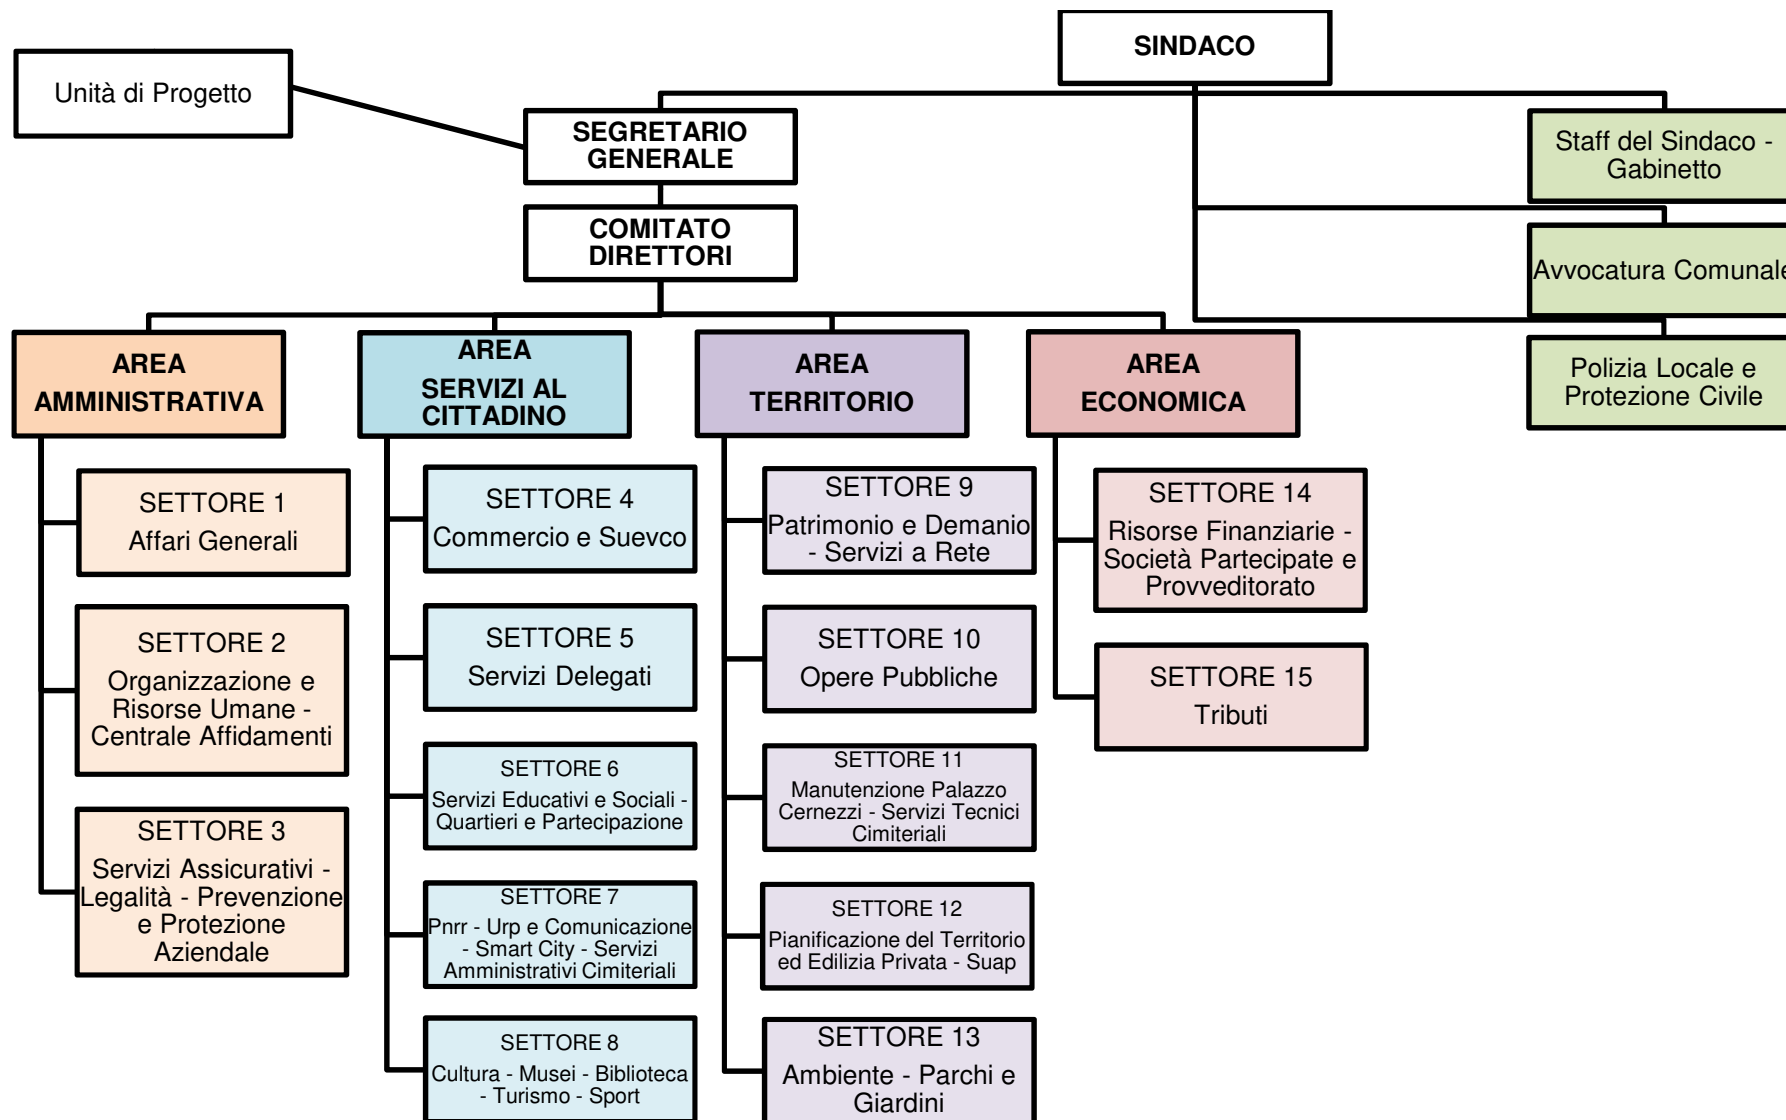 SINDACO
Unità di Progetto
SEGRETARIO
GENERALE
Staff del Sindaco -
Gabinetto
COMITATO
DIRETTORI
Avvocatura Comunale
Polizia Locale e
Protezione Civile
AREA
AMMINISTRATIVA
SETTORE 1
Affari Generali
SETTORE 2
Organizzazione e
Risorse Umane -
Centrale Affidamenti
SETTORE 3
Servizi Assicurativi -
Legalità - Prevenzione
e Protezione
Aziendale
AREA
SERVIZI AL
CITTADINO
SETTORE 4
Commercio e Suevco
SETTORE 5
Servizi Delegati
SETTORE 6
Servizi Educativi e Sociali -
Quartieri e Partecipazione
SETTORE 7
Pnrr - Urp e Comunicazione
- Smart City - Servizi
Amministrativi Cimiteriali
SETTORE 8
Cultura - Musei - Biblioteca
- Turismo - Sport
AREA
TERRITORIO
SETTORE 9
Patrimonio e Demanio
- Servizi a Rete
SETTORE 10
Opere Pubbliche
SETTORE 11
Manutenzione Palazzo
Cernezzi - Servizi Tecnici
Cimiteriali
SETTORE 12
Pianificazione del Territorio
ed Edilizia Privata - Suap
SETTORE 13
Ambiente - Parchi e
Giardini
AREA
ECONOMICA
SETTORE 14
Risorse Finanziarie -
Società Partecipate e
Provveditorato
SETTORE 15
Tributi